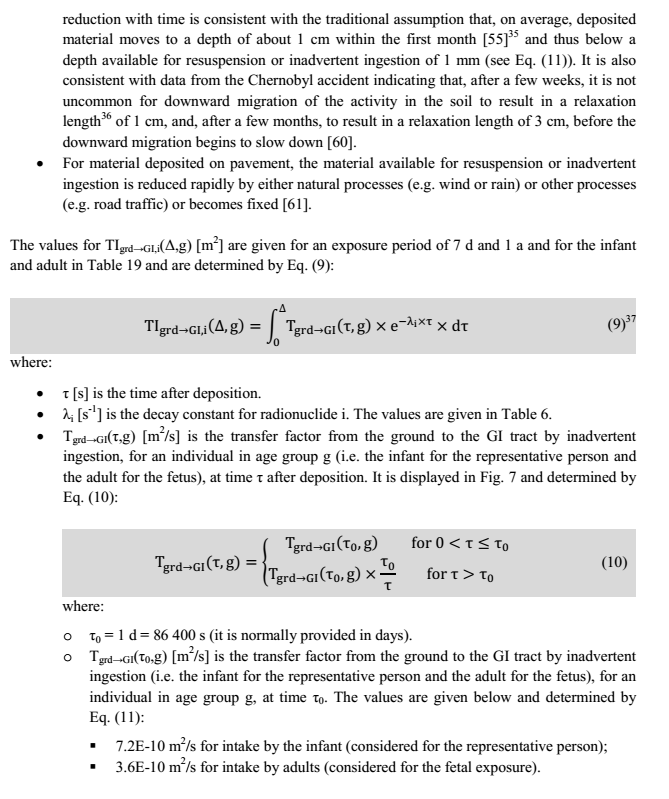 reduction with time is consistent with the traditional assumption that, on average, deposited
material moves to a depth of about 1 cm within the first month [55]³⁵ and thus below a
depth available for resuspension or inadvertent ingestion of 1 mm (see Eq. (11)). It is also
consistent with data from the Chernobyl accident indicating that, after a few weeks, it is not
uncommon for downward migration of the activity in the soil to result in a relaxation
length³⁶ of 1 cm, and, after a few months, to result in a relaxation length of 3 cm, before the
downward migration begins to slow down [60].
• For material deposited on pavement, the material available for resuspension or inadvertent
ingestion is reduced rapidly by either natural processes (e.g. wind or rain) or other processes
(e.g. road traffic) or becomes fixed [61].
The values for TIgrd→GI,i(Δ,g) [m²] are given for an exposure period of 7 d and 1 a and for the infant
and adult in Table 19 and are determined by Eq. (9):
TIgrd→GI,i(Δ, g) = ∫₀^Δ Tgrd→GI(τ, g) × e^(−λi×τ) × dτ (9)³⁷
where:
• τ [s] is the time after deposition.
• λi [s⁻¹] is the decay constant for radionuclide i. The values are given in Table 6.
• Tgrd→GI(τ,g) [m²/s] is the transfer factor from the ground to the GI tract by inadvertent
ingestion, for an individual in age group g (i.e. the infant for the representative person and
the adult for the fetus), at time τ after deposition. It is displayed in Fig. 7 and determined by
Eq. (10):
Tgrd→GI(τ, g) = { Tgrd→GI(τ₀, g) for 0 < τ ≤ τ₀
Tgrd→GI(τ₀, g) × τ₀/τ for τ > τ₀ (10)
where:
o τ₀ = 1 d = 86 400 s (it is normally provided in days).
o Tgrd→GI(τ₀,g) [m²/s] is the transfer factor from the ground to the GI tract by inadvertent
ingestion (i.e. the infant for the representative person and the adult for the fetus), for an
individual in age group g, at time τ₀. The values are given below and determined by
Eq. (11):
▪ 7.2E-10 m²/s for intake by the infant (considered for the representative person);
▪ 3.6E-10 m²/s for intake by adults (considered for the fetal exposure).